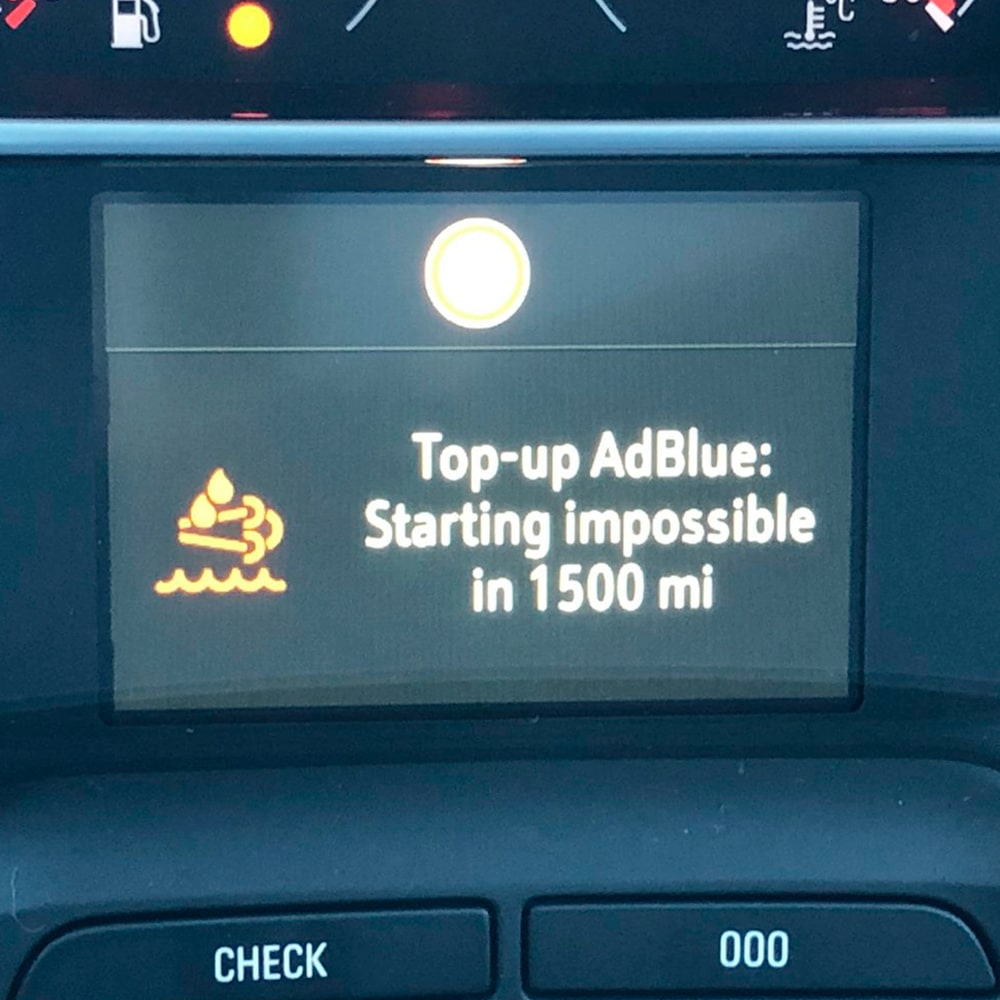 Top-up AdBlue:
Starting impossible
in 1500 mi
CHECK
000